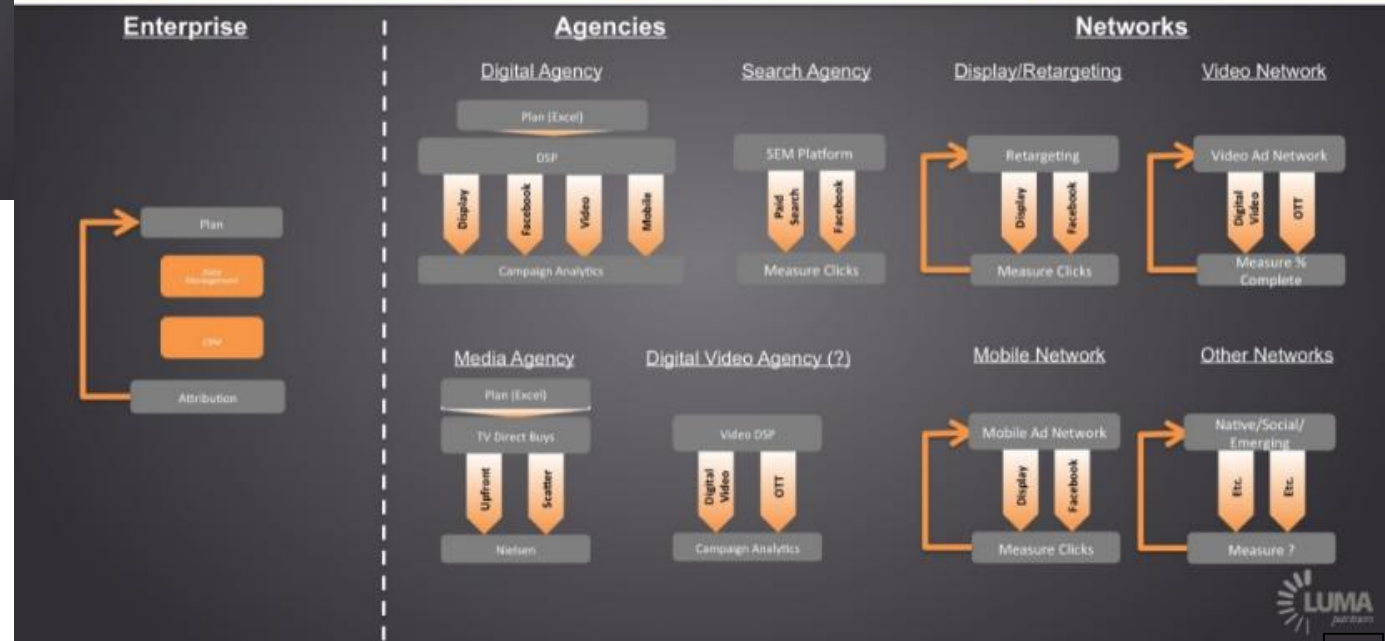 Enterprise
Agencies
Networks
Digital Agency
Search Agency
Display/Retargeting
Video Network
Plan (Excel)
DSP
Display
Facebook
Video
Mobile
Campaign Analytics
SEM Platform
Paid
Search
Facebook
Measure Clicks
Retargeting
Display
Facebook
Measure Clicks
Video Ad Network
Digital
Video
OTT
Measure %
Complete
Plan
Data
Management
CRM
Attribution
Media Agency
Digital Video Agency (?)
Mobile Network
Other Networks
Plan (Excel)
TV Direct Buys
Upfront
Scatter
Nielsen
Video DSP
Digital
Video
OTT
Campaign Analytics
Mobile Ad Network
Display
Facebook
Measure Clicks
Native/Social/
Emerging
Etc.
Etc.
Measure ?
LUMA
partners